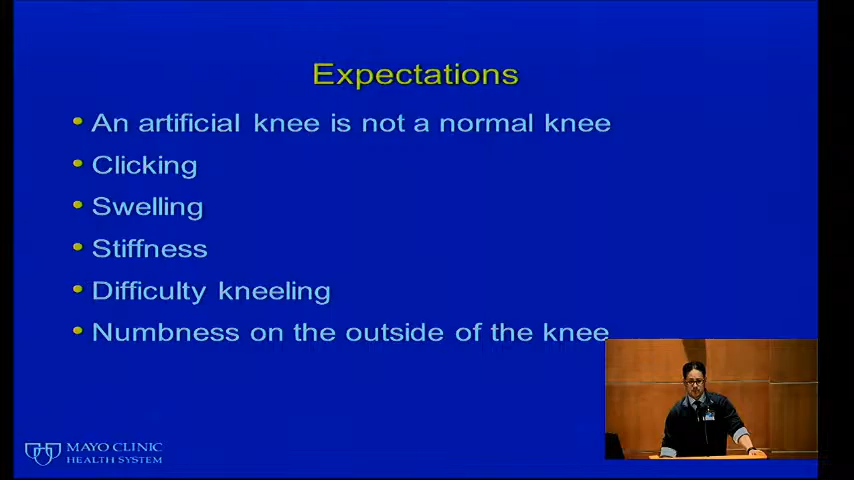 Expectations
• An artificial knee is not a normal knee
• Clicking
• Swelling
• Stiffness
• Difficulty kneeling
• Numbness on the outside of the knee
MAYO CLINIC
HEALTH SYSTEM